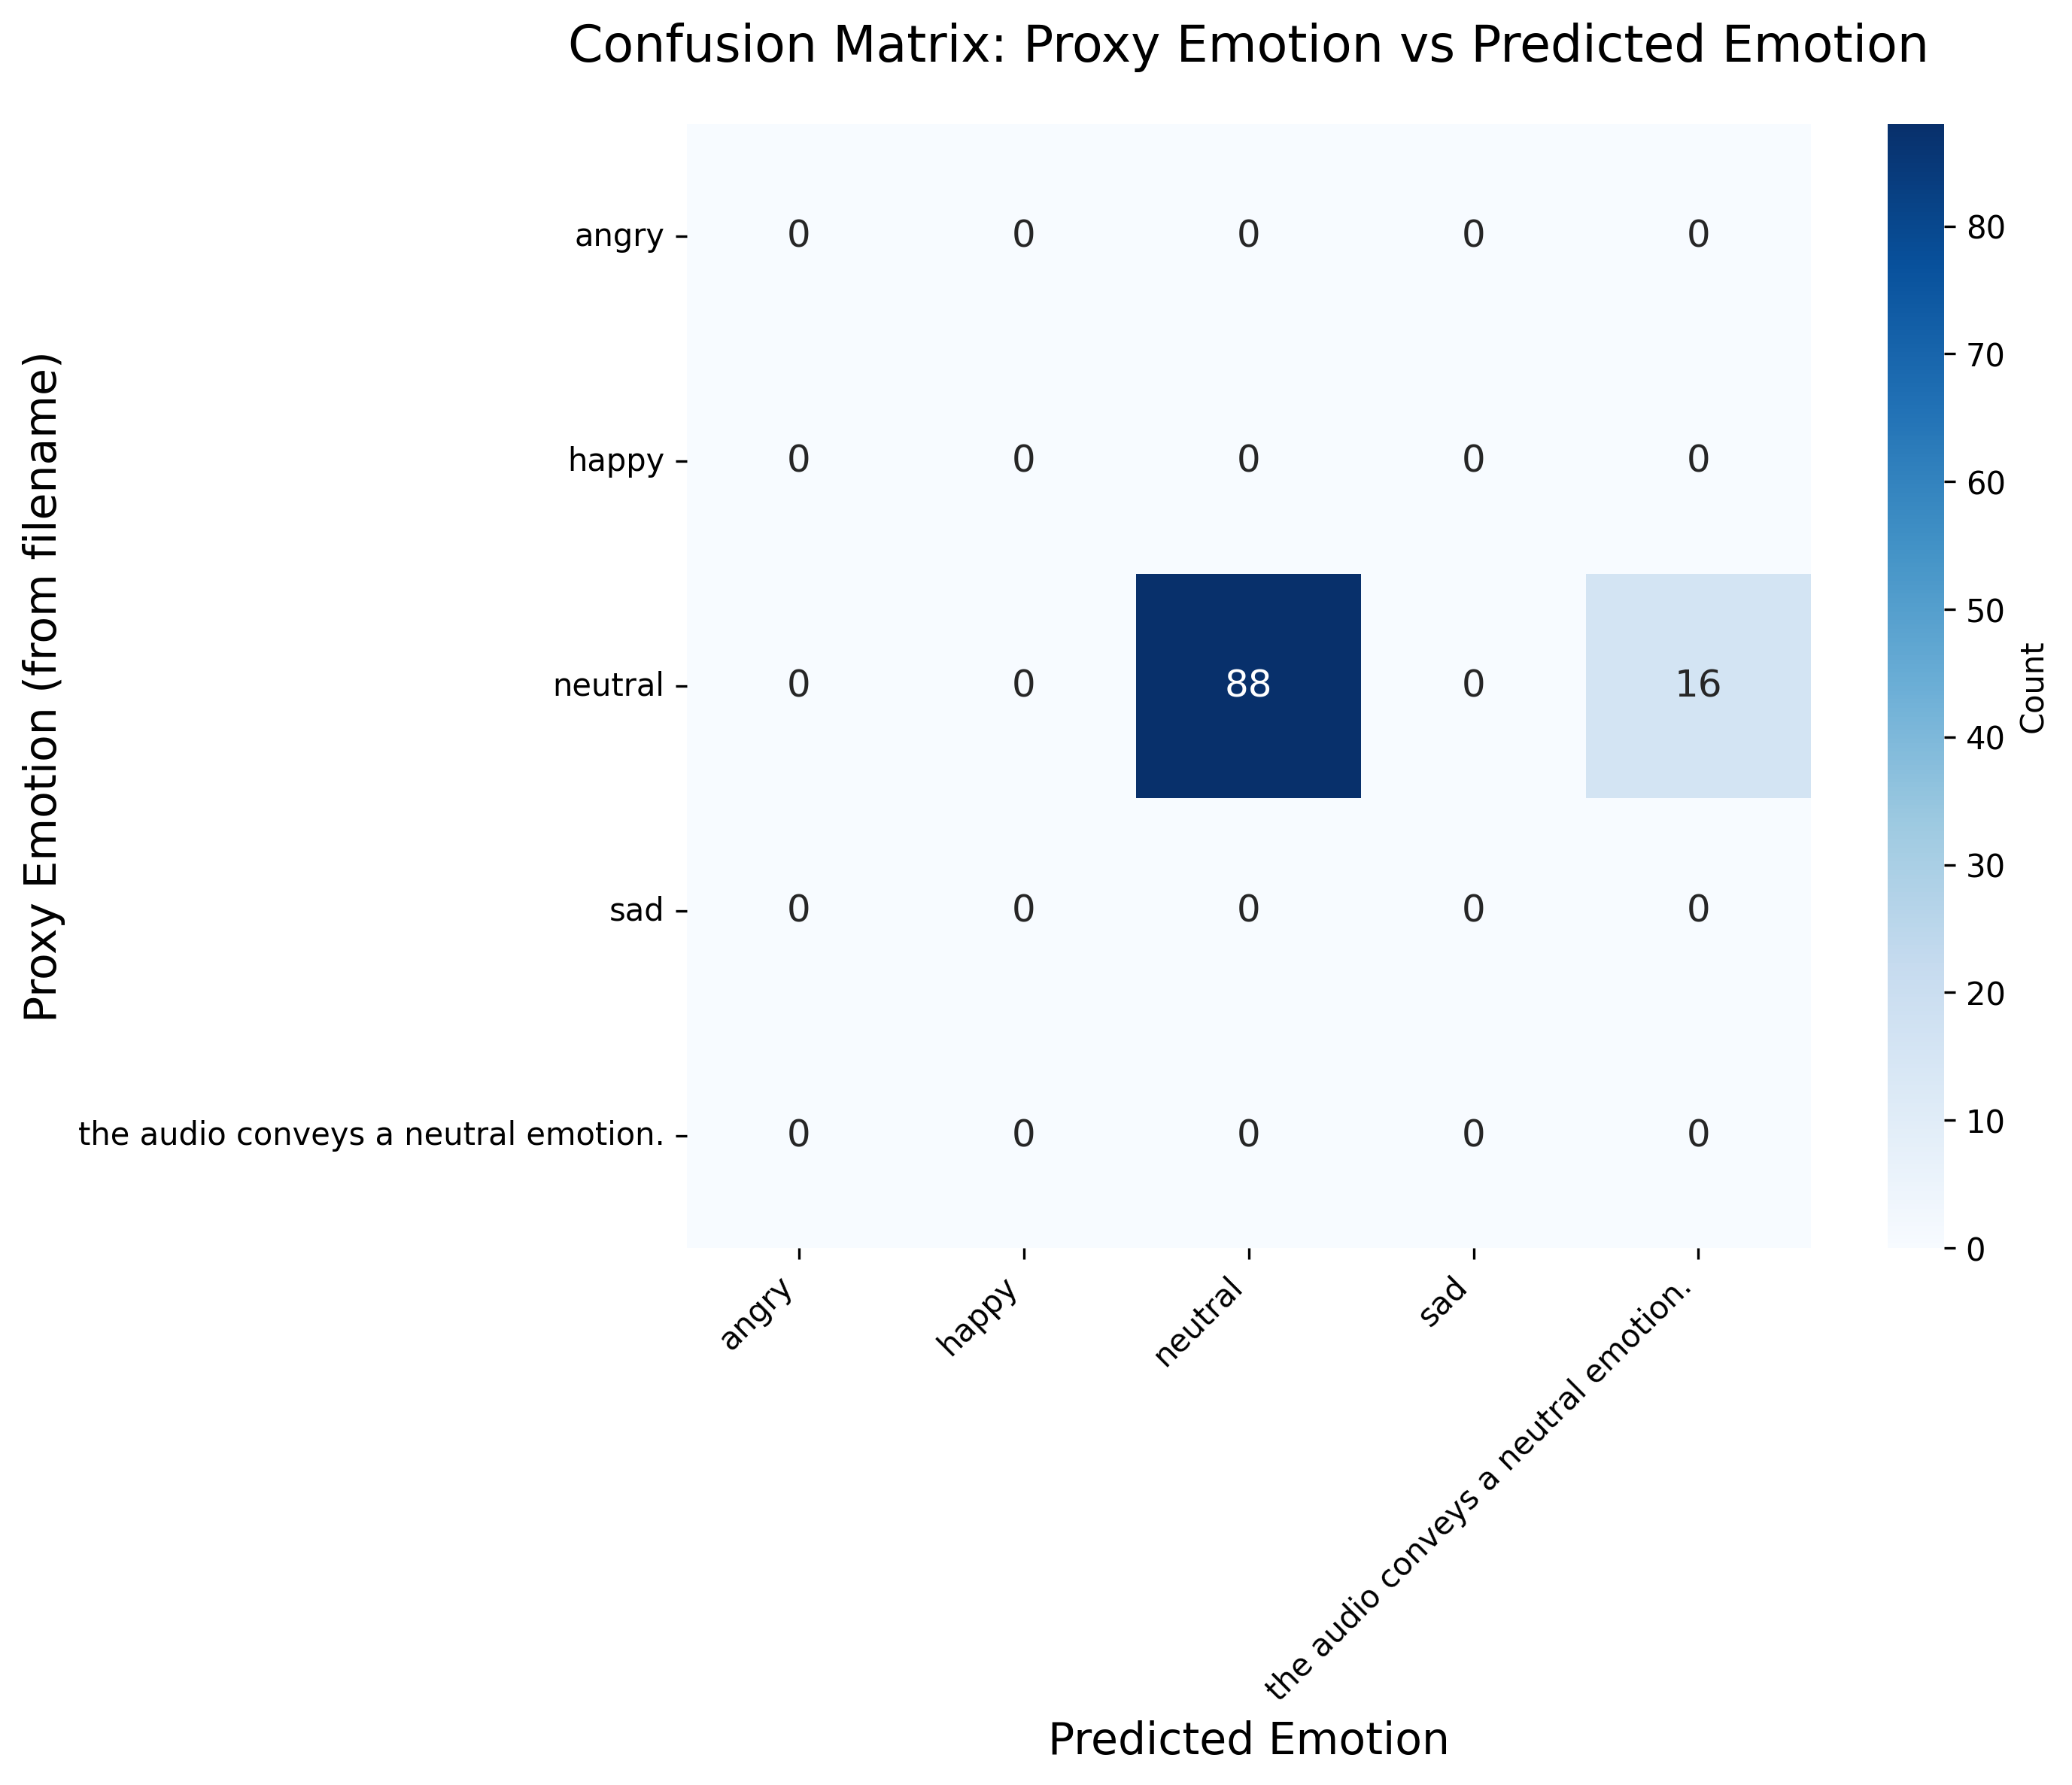 Confusion Matrix: Proxy Emotion vs Predicted Emotion
Proxy Emotion (from filename)
angry 0 0 0 0 0
happy 0 0 0 0 0
neutral 0 0 88 0 16
sad 0 0 0 0 0
the audio conveys a neutral emotion. 0 0 0 0 0
angry
happy
neutral
sad
the audio conveys a neutral emotion.
Predicted Emotion
80
70
60
50
40
30
20
10
0
Count